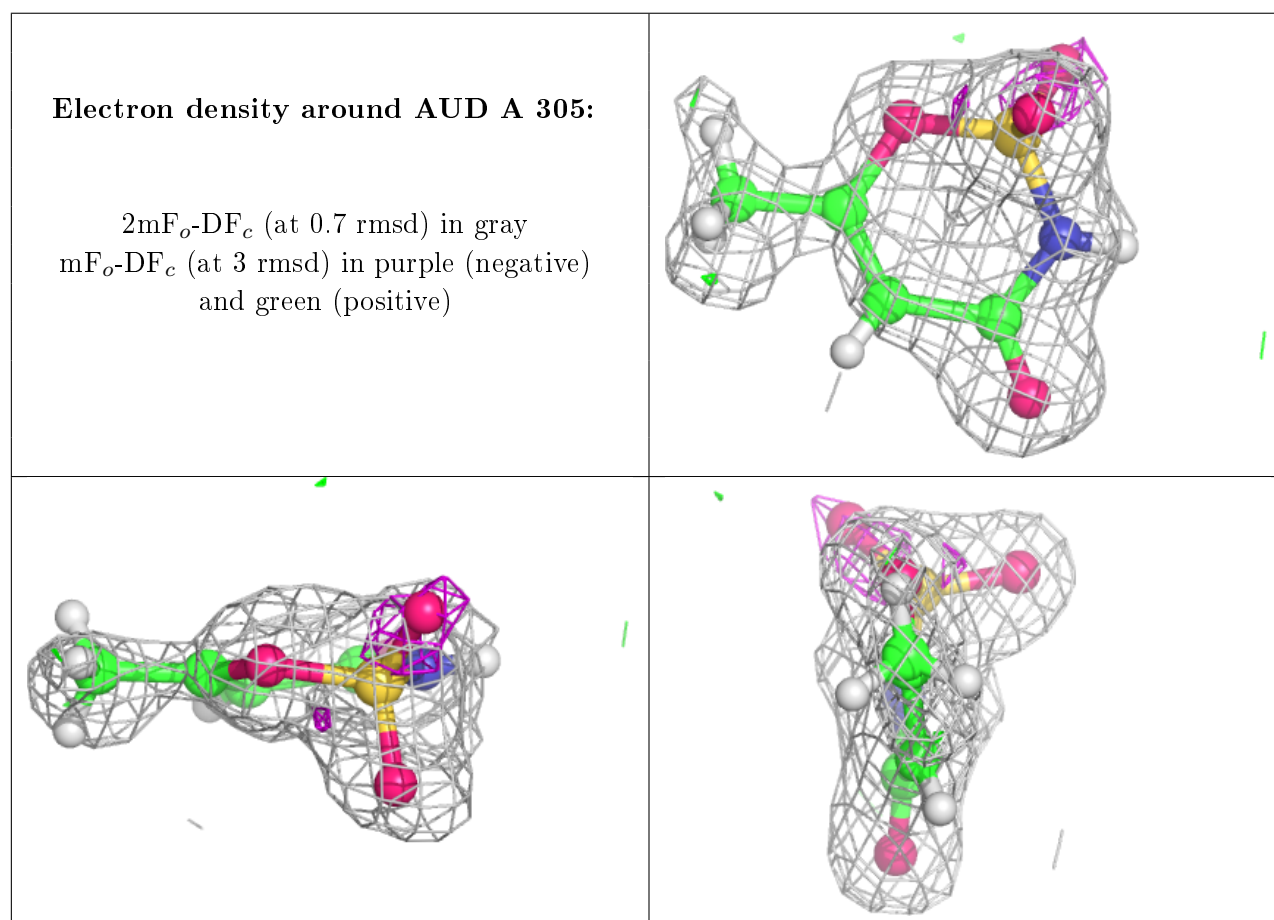 Electron density around AUD A 305:
2mFₒ-DF𝒸 (at 0.7 rmsd) in gray
mFₒ-DF𝒸 (at 3 rmsd) in purple (negative)
and green (positive)